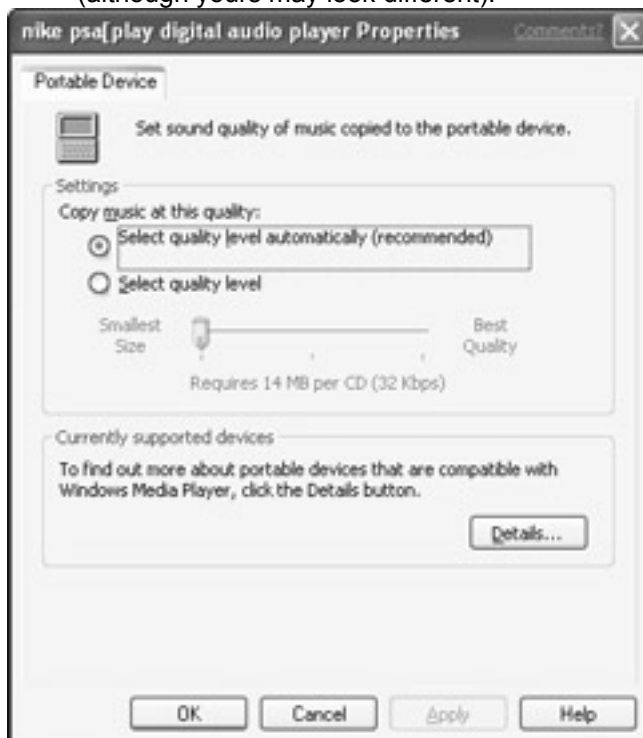 (although yours may look different).
nike psa[play digital audio player Properties
Comments?
Portable Device
Set sound quality of music copied to the portable device.
Settings
Copy music at this quality:
Select quality level automatically (recommended)
Select quality level
Smallest Size
Best Quality
Requires 14 MB per CD (32 Kbps)
Currently supported devices
To find out more about portable devices that are compatible with
Windows Media Player, click the Details button.
Details...
OK Cancel Apply Help